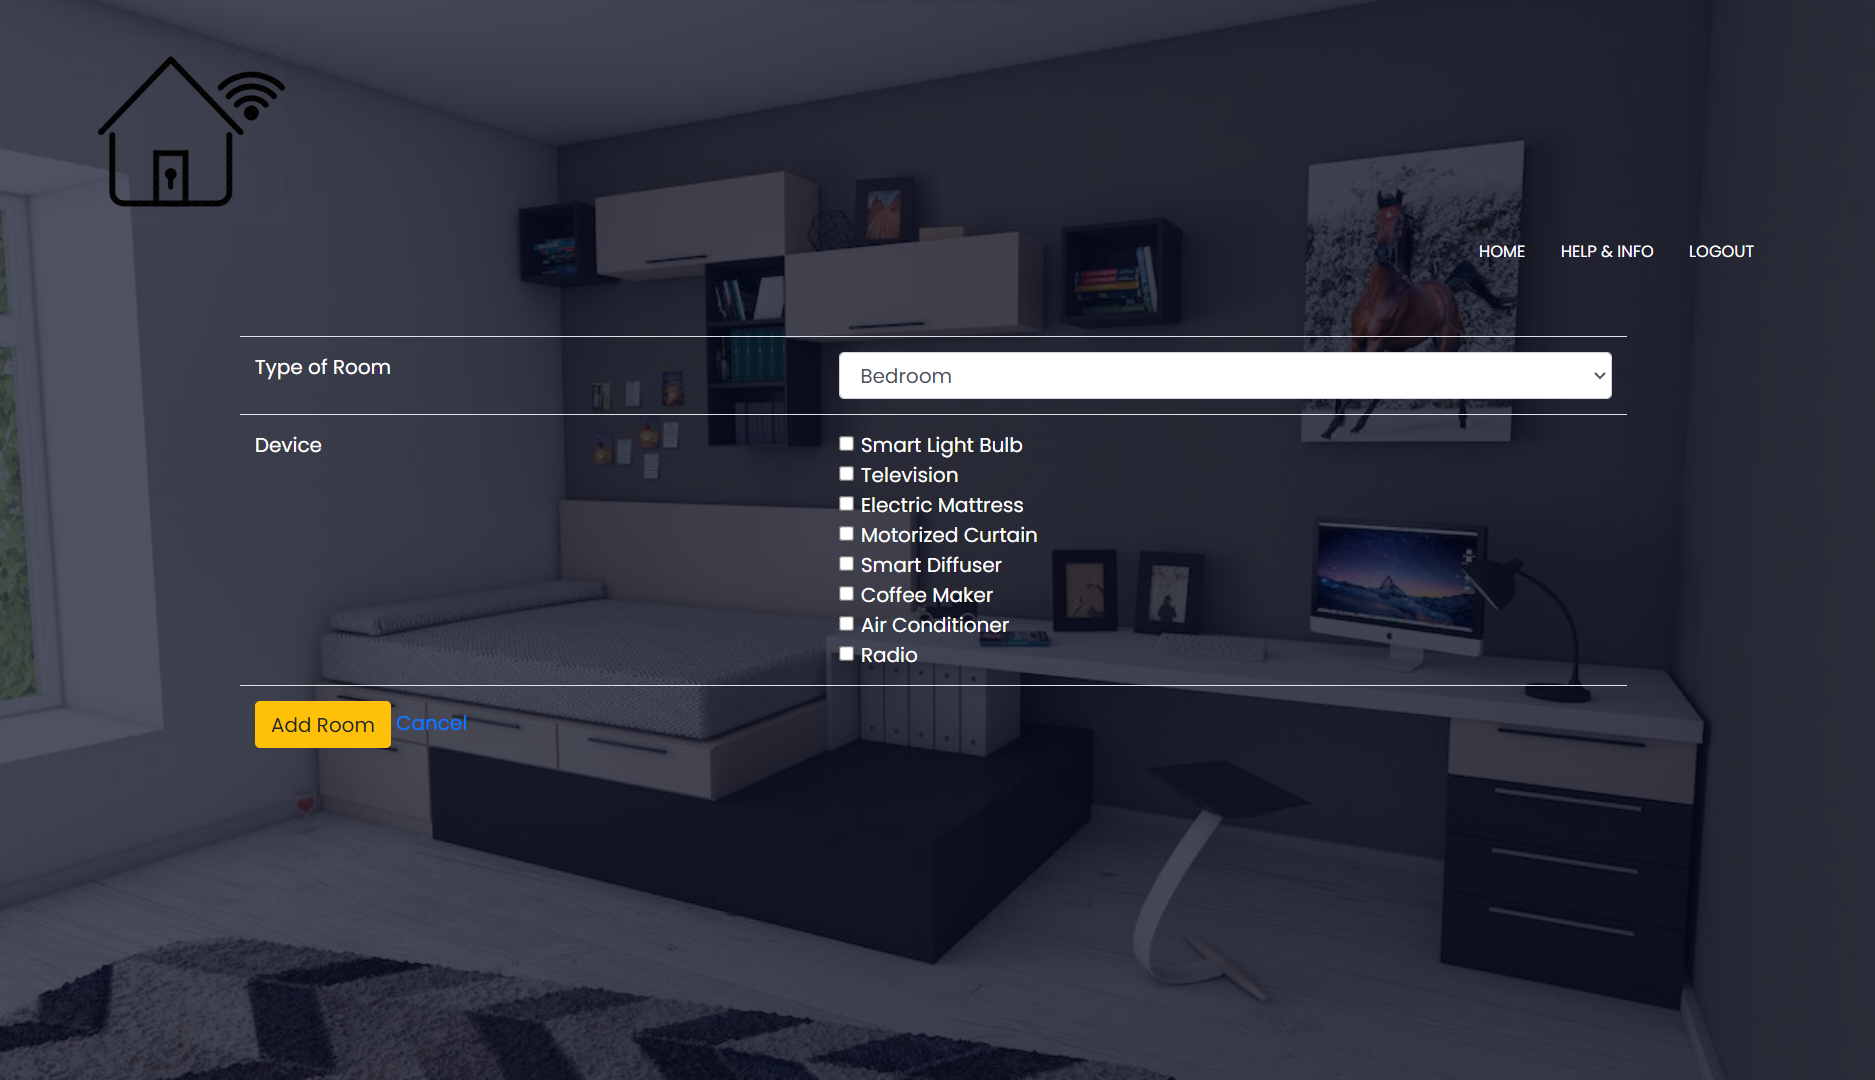 HOME HELP & INFO LOGOUT
Type of Room
Bedroom
Device
Smart Light Bulb
Television
Electric Mattress
Motorized Curtain
Smart Diffuser
Coffee Maker
Air Conditioner
Radio
Add Room Cancel